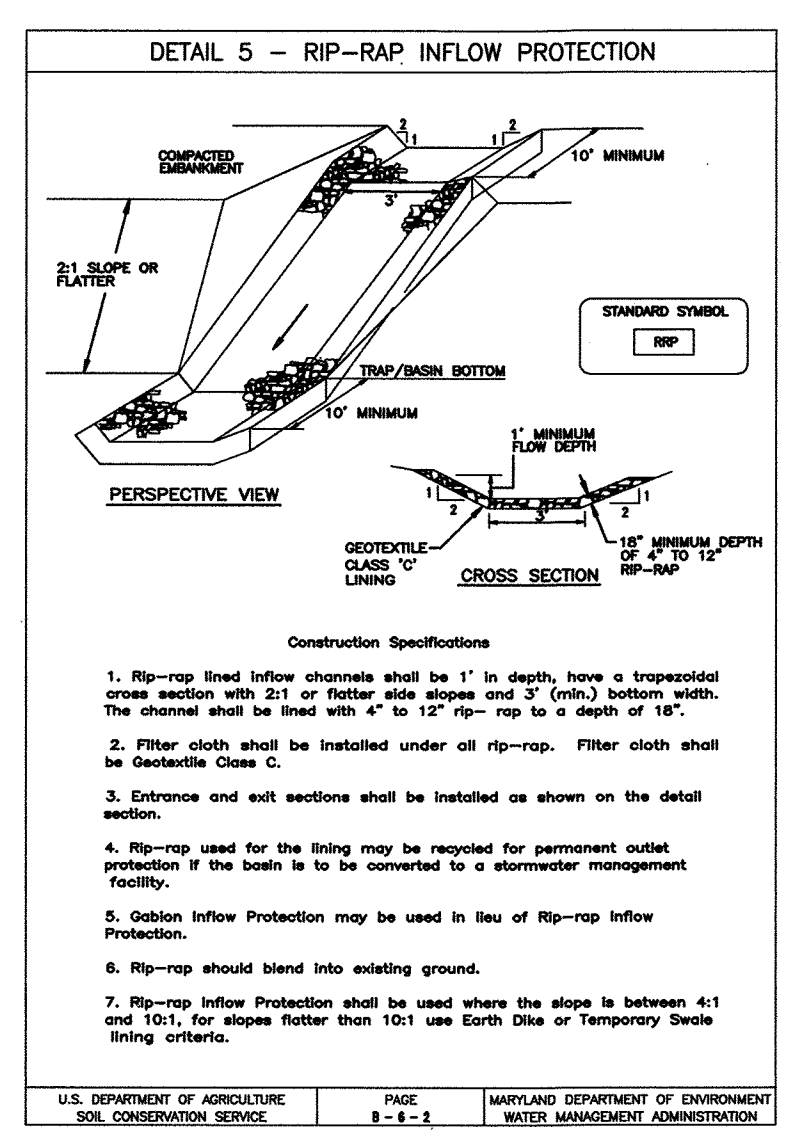 DETAIL 5 – RIP–RAP INFLOW PROTECTION
2
1
2
1
COMPACTED
EMBANKMENT
10' MINIMUM
3'
2:1 SLOPE OR
FLATTER
STANDARD SYMBOL
RRP
TRAP/BASIN BOTTOM
10' MINIMUM
PERSPECTIVE VIEW
1' MINIMUM
FLOW DEPTH
1
2
3'
1
2
GEOTEXTILE
CLASS 'C'
LINING
18" MINIMUM DEPTH
OF 4" TO 12"
RIP–RAP
CROSS SECTION
Construction Specifications
1. Rip–rap lined inflow channels shall be 1' in depth, have a trapezoidal
cross section with 2:1 or flatter side slopes and 3' (min.) bottom width.
The channel shall be lined with 4" to 12" rip– rap to a depth of 18".
2. Filter cloth shall be installed under all rip–rap. Filter cloth shall
be Geotextile Class C.
3. Entrance and exit sections shall be installed as shown on the detail
section.
4. Rip–rap used for the lining may be recycled for permanent outlet
protection if the basin is to be converted to a stormwater management
facility.
5. Gabion Inflow Protection may be used in lieu of Rip–rap Inflow
Protection.
6. Rip–rap should blend into existing ground.
7. Rip–rap Inflow Protection shall be used where the slope is between 4:1
and 10:1, for slopes flatter than 10:1 use Earth Dike or Temporary Swale
lining criteria.
U.S. DEPARTMENT OF AGRICULTURE
SOIL CONSERVATION SERVICE
PAGE
B – 6 – 2
MARYLAND DEPARTMENT OF ENVIRONMENT
WATER MANAGEMENT ADMINISTRATION